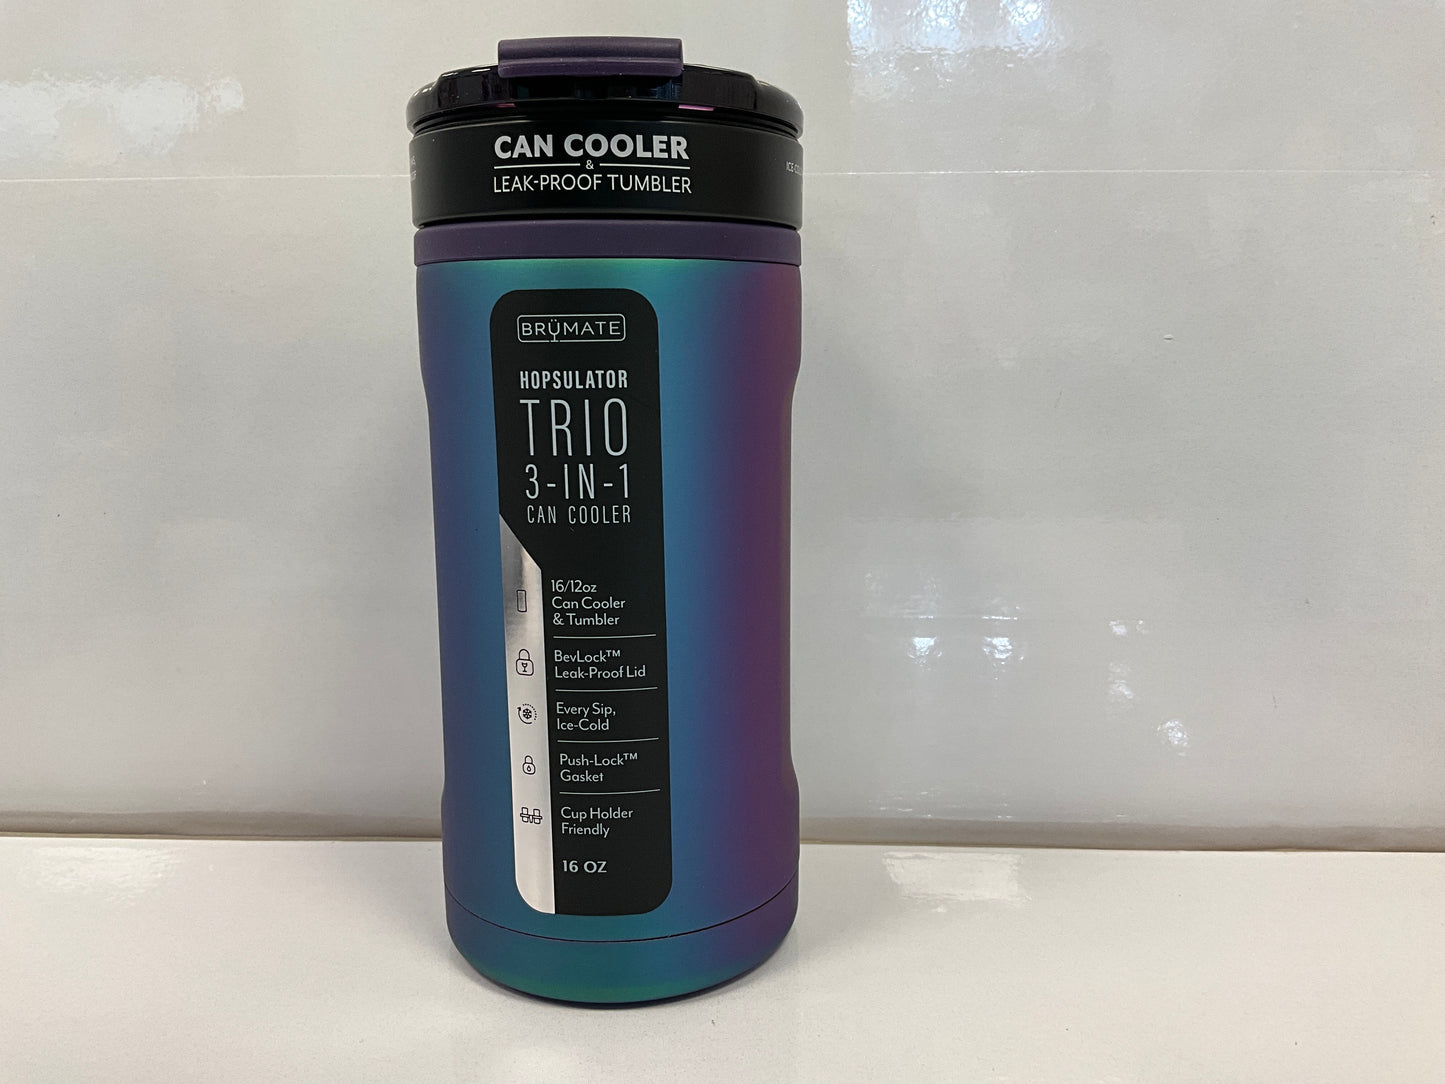 CAN COOLER
&
LEAK-PROOF TUMBLER
BRÜMATE
HOPSULATOR
TRIO
3-IN-1
CAN COOLER
16/12oz
Can Cooler
& Tumbler
BevLock™
Leak-Proof Lid
Every Sip,
Ice-Cold
Push-Lock™
Gasket
Cup Holder
Friendly
16 OZ